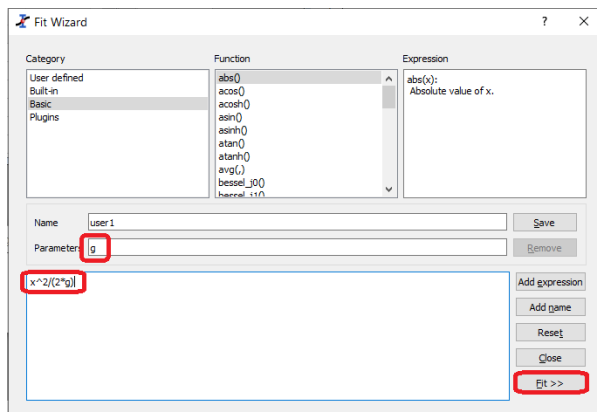 Fit Wizard ? ×
Category Function Expression
User defined
Built-in
Basic
Plugins
abs()
acos()
acosh()
asin()
asinh()
atan()
atanh()
avg(,)
bessel_j0()
bessel_j1()
abs(x):
Absolute value of x.
Name user1 Save
Parameters g Remove
x^2/(2*g)
Add expression
Add name
Reset
Close
Fit >>